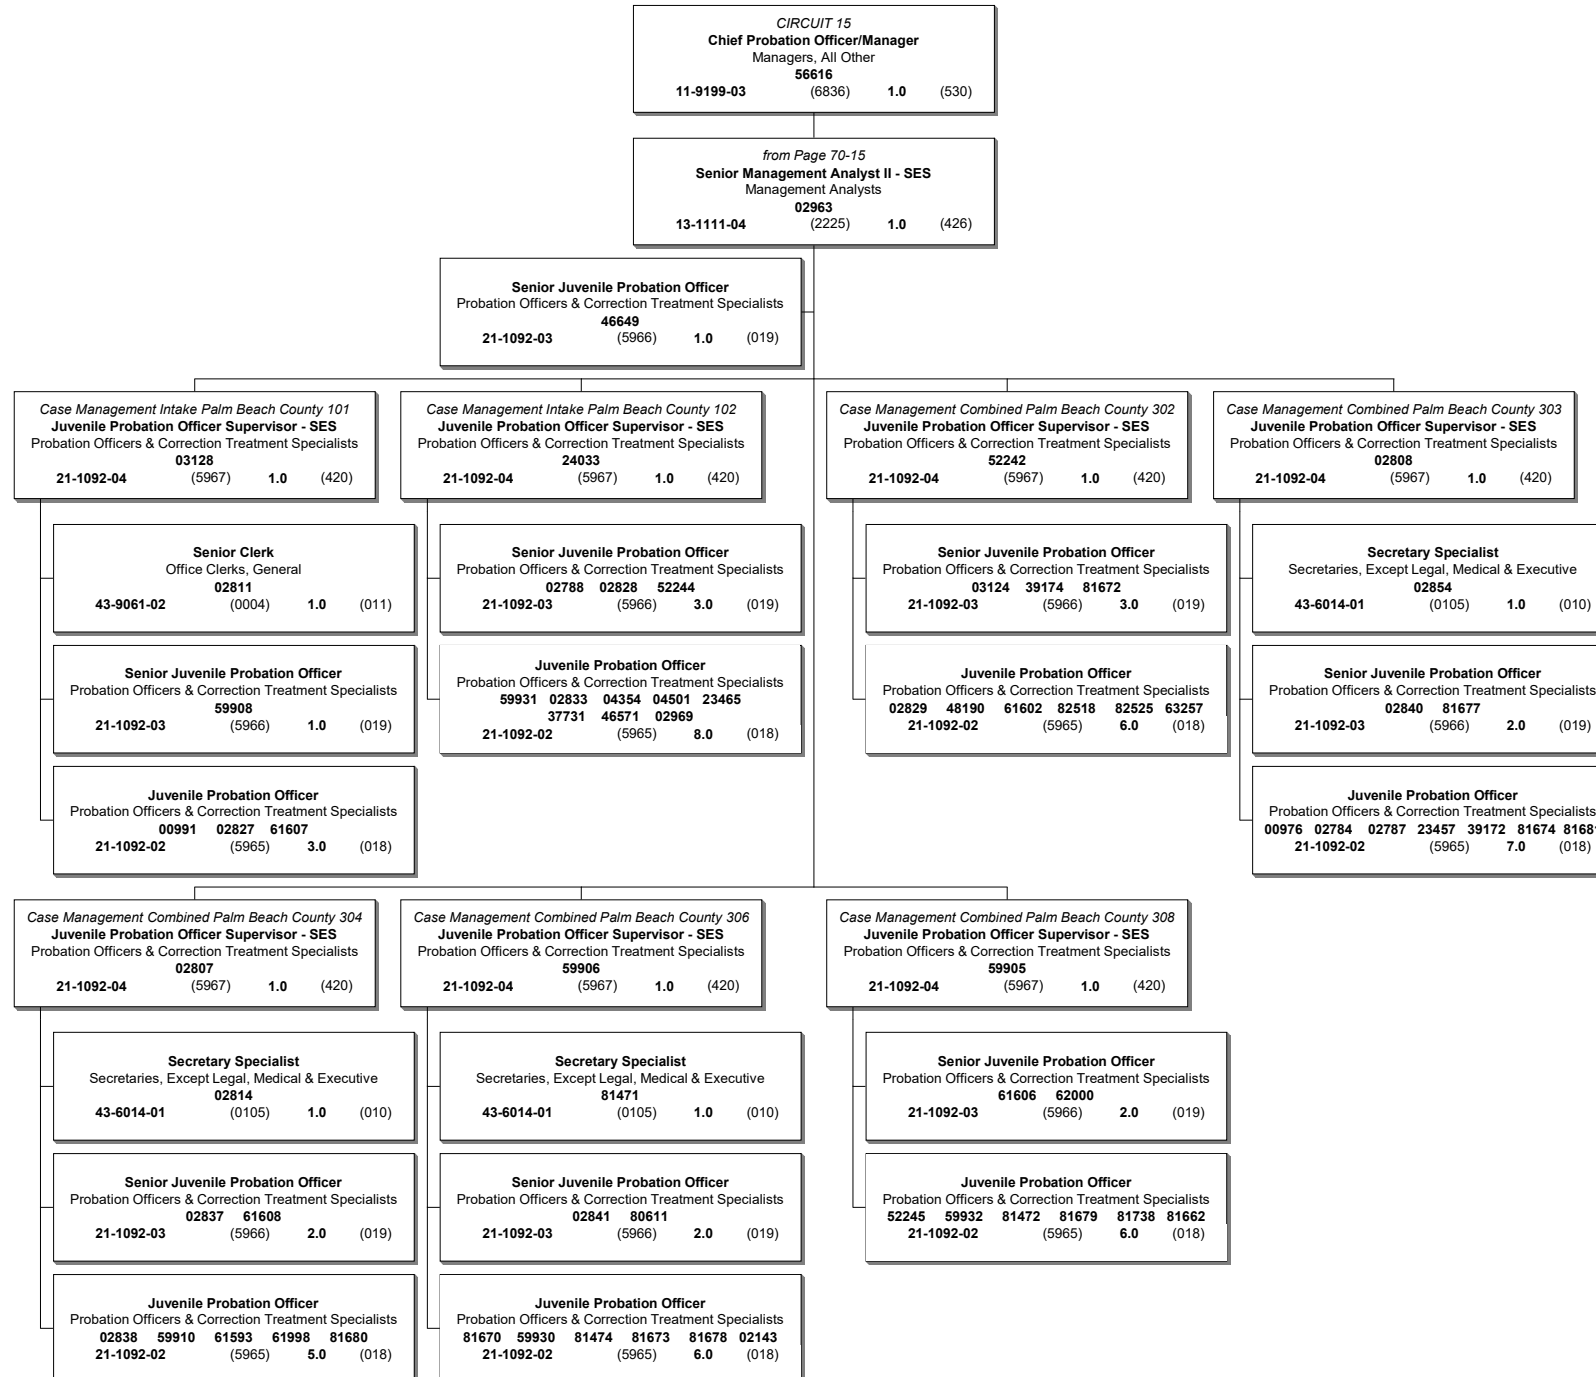 CIRCUIT 15
Chief Probation Officer/Manager
Managers, All Other
56616
11-9199-03 (6836) 1.0 (530)
from Page 70-15
Senior Management Analyst II - SES
Management Analysts
02963
13-1111-04 (2225) 1.0 (426)
Senior Juvenile Probation Officer
Probation Officers & Correction Treatment Specialists
46649
21-1092-03 (5966) 1.0 (019)
Case Management Intake Palm Beach County 101
Juvenile Probation Officer Supervisor - SES
Probation Officers & Correction Treatment Specialists
03128
21-1092-04 (5967) 1.0 (420)
Senior Clerk
Office Clerks, General
02811
43-9061-02 (0004) 1.0 (011)
Senior Juvenile Probation Officer
Probation Officers & Correction Treatment Specialists
59908
21-1092-03 (5966) 1.0 (019)
Juvenile Probation Officer
Probation Officers & Correction Treatment Specialists
00991 02827 61607
21-1092-02 (5965) 3.0 (018)
Case Management Intake Palm Beach County 102
Juvenile Probation Officer Supervisor - SES
Probation Officers & Correction Treatment Specialists
24033
21-1092-04 (5967) 1.0 (420)
Senior Juvenile Probation Officer
Probation Officers & Correction Treatment Specialists
02788 02828 52244
21-1092-03 (5966) 3.0 (019)
Juvenile Probation Officer
Probation Officers & Correction Treatment Specialists
59931 02833 04354 04501 23465
37731 46571 02969
21-1092-02 (5965) 8.0 (018)
Case Management Combined Palm Beach County 302
Juvenile Probation Officer Supervisor - SES
Probation Officers & Correction Treatment Specialists
52242
21-1092-04 (5967) 1.0 (420)
Senior Juvenile Probation Officer
Probation Officers & Correction Treatment Specialists
03124 39174 81672
21-1092-03 (5966) 3.0 (019)
Juvenile Probation Officer
Probation Officers & Correction Treatment Specialists
02829 48190 61602 82518 82525 63257
21-1092-02 (5965) 6.0 (018)
Case Management Combined Palm Beach County 303
Juvenile Probation Officer Supervisor - SES
Probation Officers & Correction Treatment Specialists
02808
21-1092-04 (5967) 1.0 (420)
Secretary Specialist
Secretaries, Except Legal, Medical & Executive
02854
43-6014-01 (0105) 1.0 (010)
Senior Juvenile Probation Officer
Probation Officers & Correction Treatment Specialists
02840 81677
21-1092-03 (5966) 2.0 (019)
Juvenile Probation Officer
Probation Officers & Correction Treatment Specialists
00976 02784 02787 23457 39172 81674
21-1092-02 (5965) 7.0 (018)
Case Management Combined Palm Beach County 304
Juvenile Probation Officer Supervisor - SES
Probation Officers & Correction Treatment Specialists
02807
21-1092-04 (5967) 1.0 (420)
Secretary Specialist
Secretaries, Except Legal, Medical & Executive
02814
43-6014-01 (0105) 1.0 (010)
Senior Juvenile Probation Officer
Probation Officers & Correction Treatment Specialists
02837 61608
21-1092-03 (5966) 2.0 (019)
Juvenile Probation Officer
Probation Officers & Correction Treatment Specialists
02838 59910 61593 61998 81680
21-1092-02 (5965) 5.0 (018)
Case Management Combined Palm Beach County 306
Juvenile Probation Officer Supervisor - SES
Probation Officers & Correction Treatment Specialists
59906
21-1092-04 (5967) 1.0 (420)
Secretary Specialist
Secretaries, Except Legal, Medical & Executive
81471
43-6014-01 (0105) 1.0 (010)
Senior Juvenile Probation Officer
Probation Officers & Correction Treatment Specialists
02841 80611
21-1092-03 (5966) 2.0 (019)
Juvenile Probation Officer
Probation Officers & Correction Treatment Specialists
81670 59930 81474 81673 81678 02143
21-1092-02 (5965) 6.0 (018)
Case Management Combined Palm Beach County 308
Juvenile Probation Officer Supervisor - SES
Probation Officers & Correction Treatment Specialists
59905
21-1092-04 (5967) 1.0 (420)
Senior Juvenile Probation Officer
Probation Officers & Correction Treatment Specialists
61606 62000
21-1092-03 (5966) 2.0 (019)
Juvenile Probation Officer
Probation Officers & Correction Treatment Specialists
52245 59932 81472 81679 81738 81662
21-1092-02 (5965) 6.0 (018)